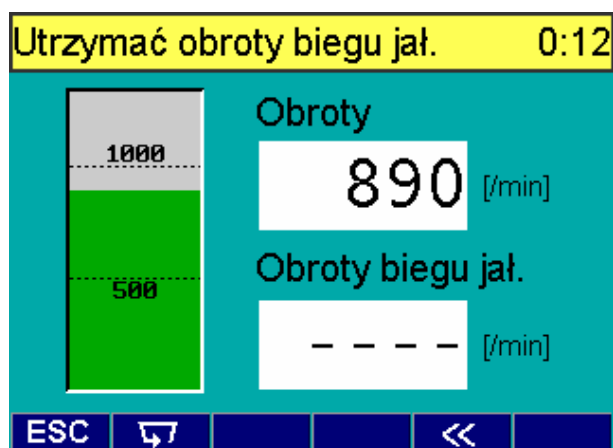 Utrzymać obroty biegu jał. 0:12
Obroty
1000
890 [/min]
Obroty biegu jał.
500
---- [/min]
ESC <<